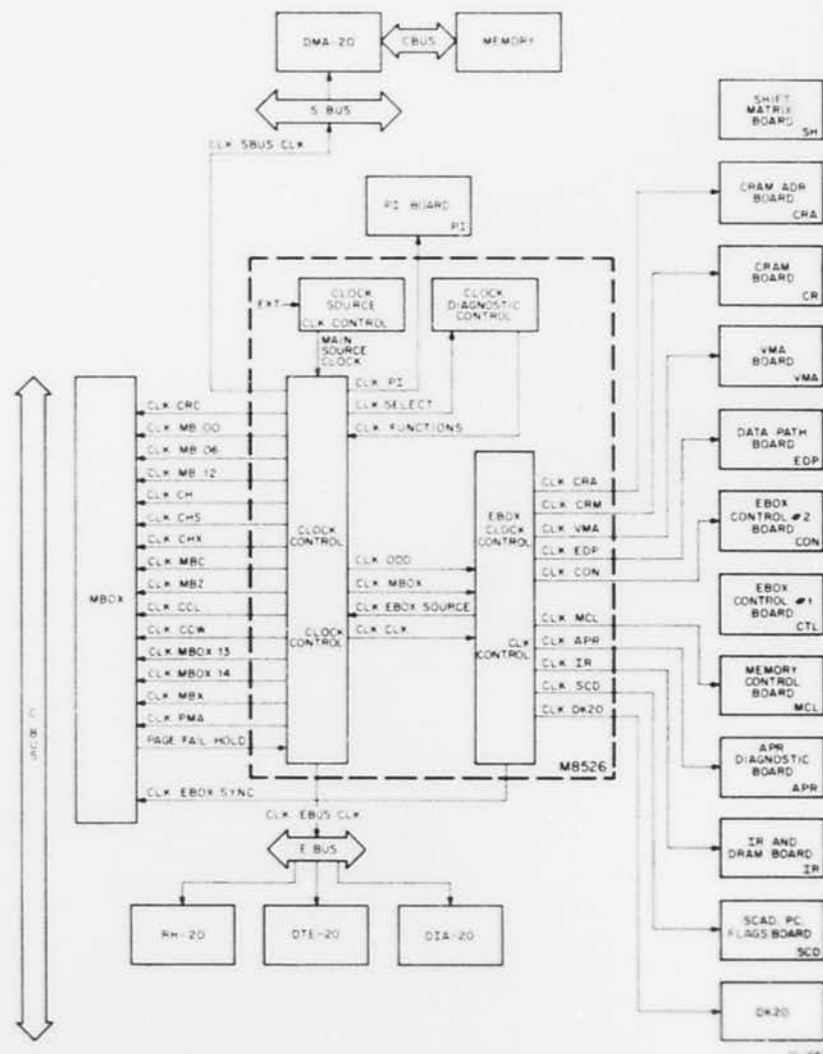 DMA-20
CBUS
MEMORY
S BUS
CLK SBUS CLK
SHIFT
MATRIX
BOARD
SH
PI BOARD
PI
CRAM ADR
BOARD
CRA
EXT
CLOCK
SOURCE
CLK CONTROL
CLOCK
DIAGNOSTIC
CONTROL
CRAM
BOARD
CR
MAIN
SOURCE
CLOCK
VMA
BOARD
VMA
CLK PI
CLK SELECT
CLK FUNCTIONS
CLK CRC
CLK MB 00
CLK MB 06
CLK MB 12
CLK CH
CLK CHS
CLK CHX
CLK MBC
CLK MBZ
CLK CCL
CLK CCW
CLK MBOX 13
CLK MBOX 14
CLK MBX
CLK PMA
PAGE FAIL HOLD
CLK EBOX SYNC
MBOX
C BUS
CLOCK
CONTROL
CLOCK
CONTROL
CLK ODD
CLK MBOX
CLK EBOX SOURCE
CLK CLK
EBOX
CLOCK
CONTROL
CLK
CONTROL
CLK CRA
CLK CRM
CLK VMA
CLK EDP
CLK CON
CLK MCL
CLK APR
CLK IR
CLK SCD
CLK DK20
M8526
DATA PATH
BOARD
EDP
EBOX
CONTROL #2
BOARD
CON
EBOX
CONTROL #1
BOARD
CTL
MEMORY
CONTROL
BOARD
MCL
APR
DIAGNOSTIC
BOARD
APR
IR AND
DRAM BOARD
IR
SCAD, PC,
FLAGS BOARD
SCD
DK20
CLK EBUS CLK
E BUS
RH-20
DTE-20
DIA-20